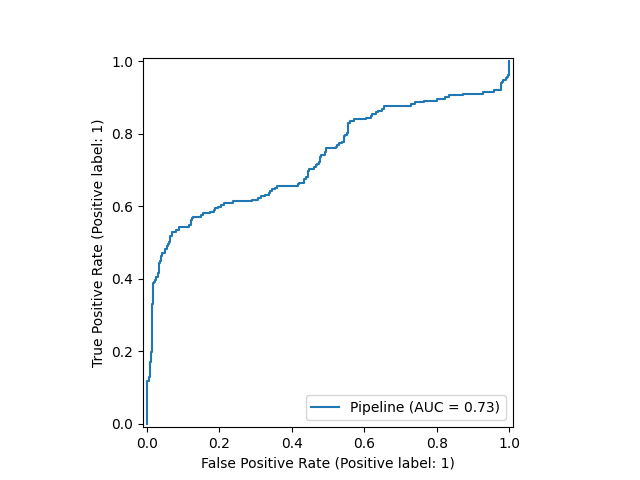 1.0
0.8
0.6
0.4
0.2
0.0
True Positive Rate (Positive label: 1)
Pipeline (AUC = 0.73)
0.0 0.2 0.4 0.6 0.8 1.0
False Positive Rate (Positive label: 1)